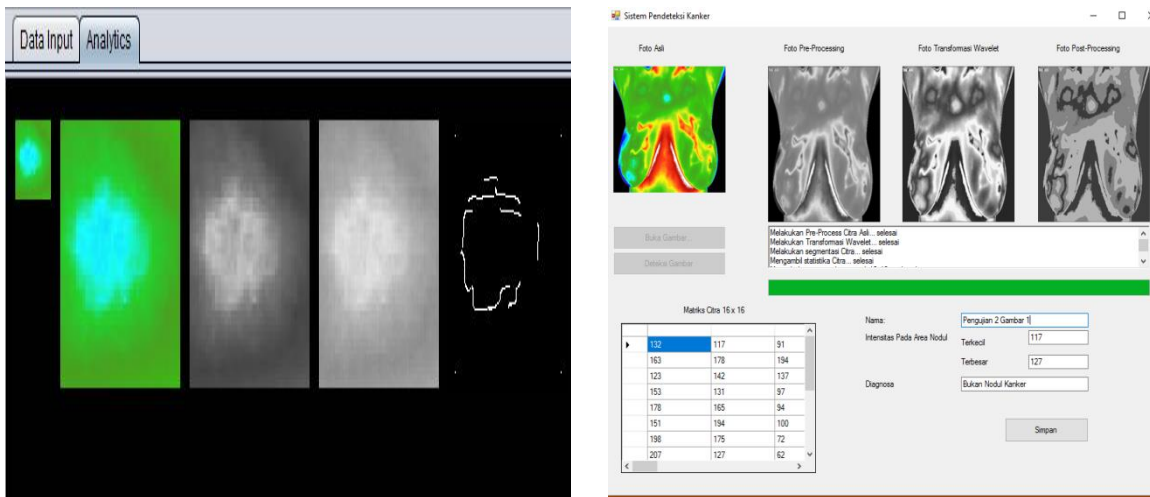 Data Input Analytics
Sistem Pendeteksi Kanker
Foto Asli Foto Pre-Processing Foto Transformasi Wavelet Foto Post-Processing
Buka Gambar...
Deteksi Gambar
Melakukan Pre-Process Citra Asli... selesai
Melakukan Transformasi Wavelet... selesai
Melakukan segmentasi Citra... selesai
Mengambil statistika Citra... selesai
Matriks Citra 16 x 16
132 117 91
163 178 194
123 142 137
153 131 97
178 165 94
151 194 100
198 175 72
207 127 62
Nama: Pengujian 2 Gambar 1
Intensitas Pada Area Nodul Terkecil 117
Terbesar 127
Diagnosa Bukan Nodul Kanker
Simpan